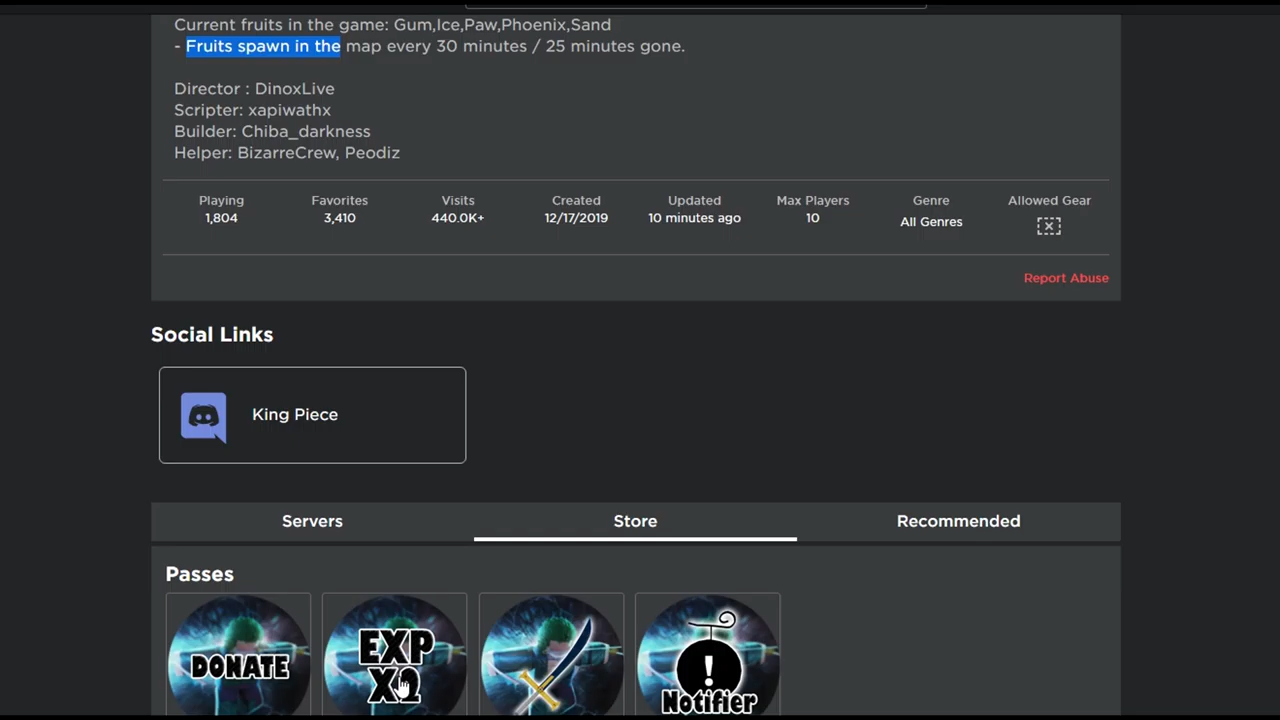 Current fruits in the game: Gum,Ice,Paw,Phoenix,Sand
- Fruits spawn in the map every 30 minutes / 25 minutes gone.
Director : DinoxLive
Scripter: xapiwathx
Builder: Chiba_darkness
Helper: BizarreCrew, Peodiz
Playing Favorites Visits Created Updated Max Players Genre Allowed Gear
1,804 3,410 440.0K+ 12/17/2019 10 minutes ago 10 All Genres
Report Abuse
Social Links
King Piece
Servers Store Recommended
Passes
DONATE EXP X2 ! Notifier